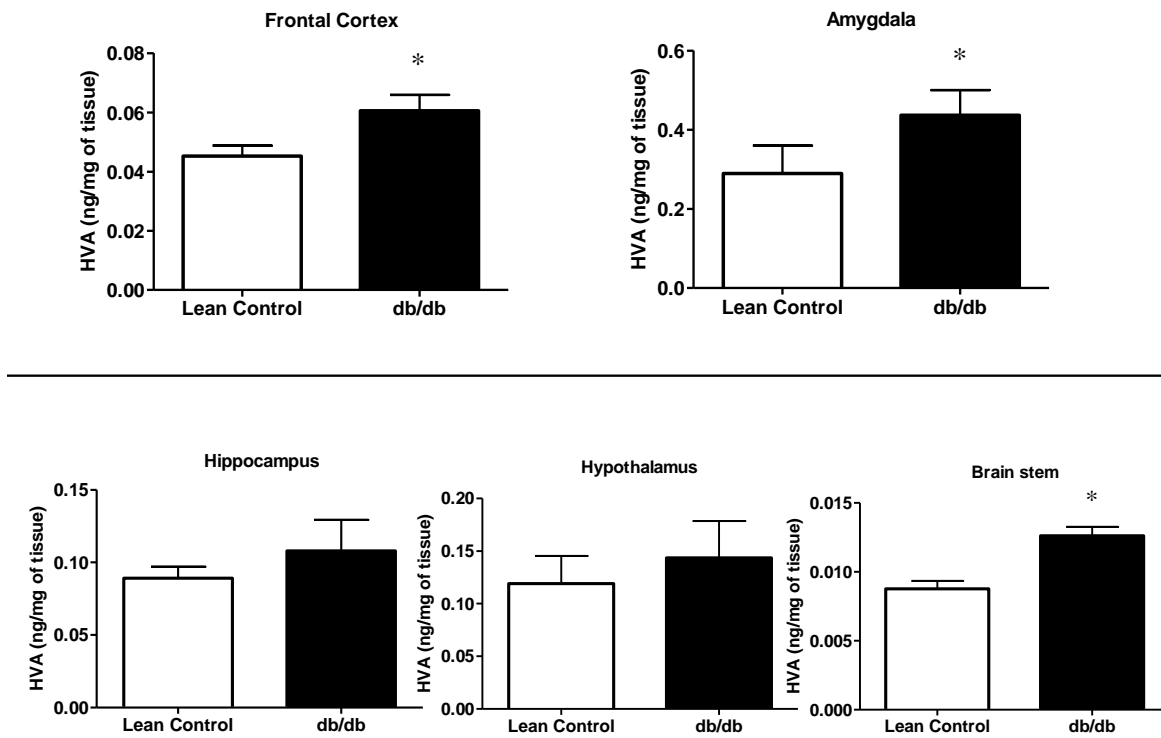 Frontal Cortex
HVA (ng/mg of tissue)
0.08
0.06
0.04
0.02
0.00
*
Lean Control
db/db
Amygdala
HVA (ng/mg of tissue)
0.6
0.4
0.2
0.0
*
Lean Control
db/db
Hippocampus
HVA (ng/mg of tissue)
0.15
0.10
0.05
0.00
Lean Control
db/db
Hypothalamus
HVA (ng/mg of tissue)
0.20
0.15
0.10
0.05
0.00
Lean Control
db/db
Brain stem
HVA (ng/mg of tissue)
0.015
0.010
0.005
0.000
*
Lean Control
db/db